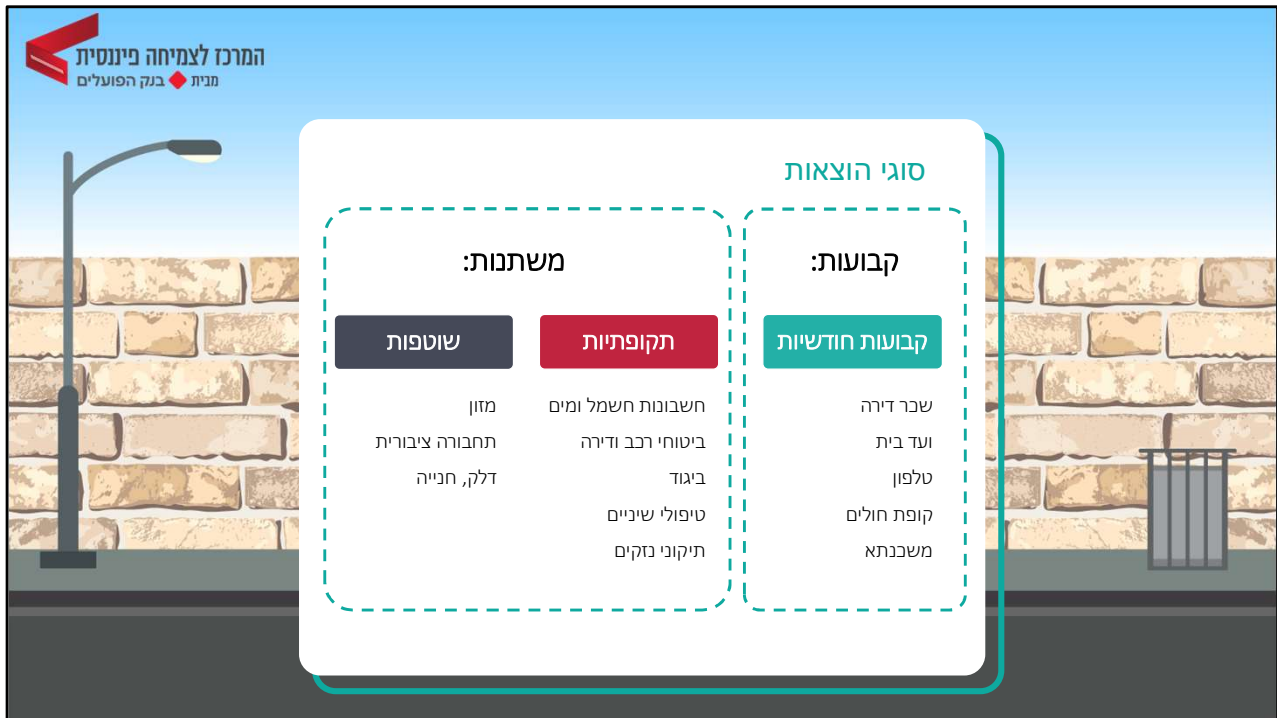 המרכז לצמיחה פיננסית
מבית בנק הפועלים
סוגי הוצאות
קבועות:
קבועות חודשיות
שכר דירה
ועד בית
טלפון
קופת חולים
משכנתא
משתנות:
תקופתיות
חשבונות חשמל ומים
ביטוחי רכב ודירה
ביגוד
טיפולי שיניים
תיקוני נזקים
שוטפות
מזון
תחבורה ציבורית
דלק, חנייה